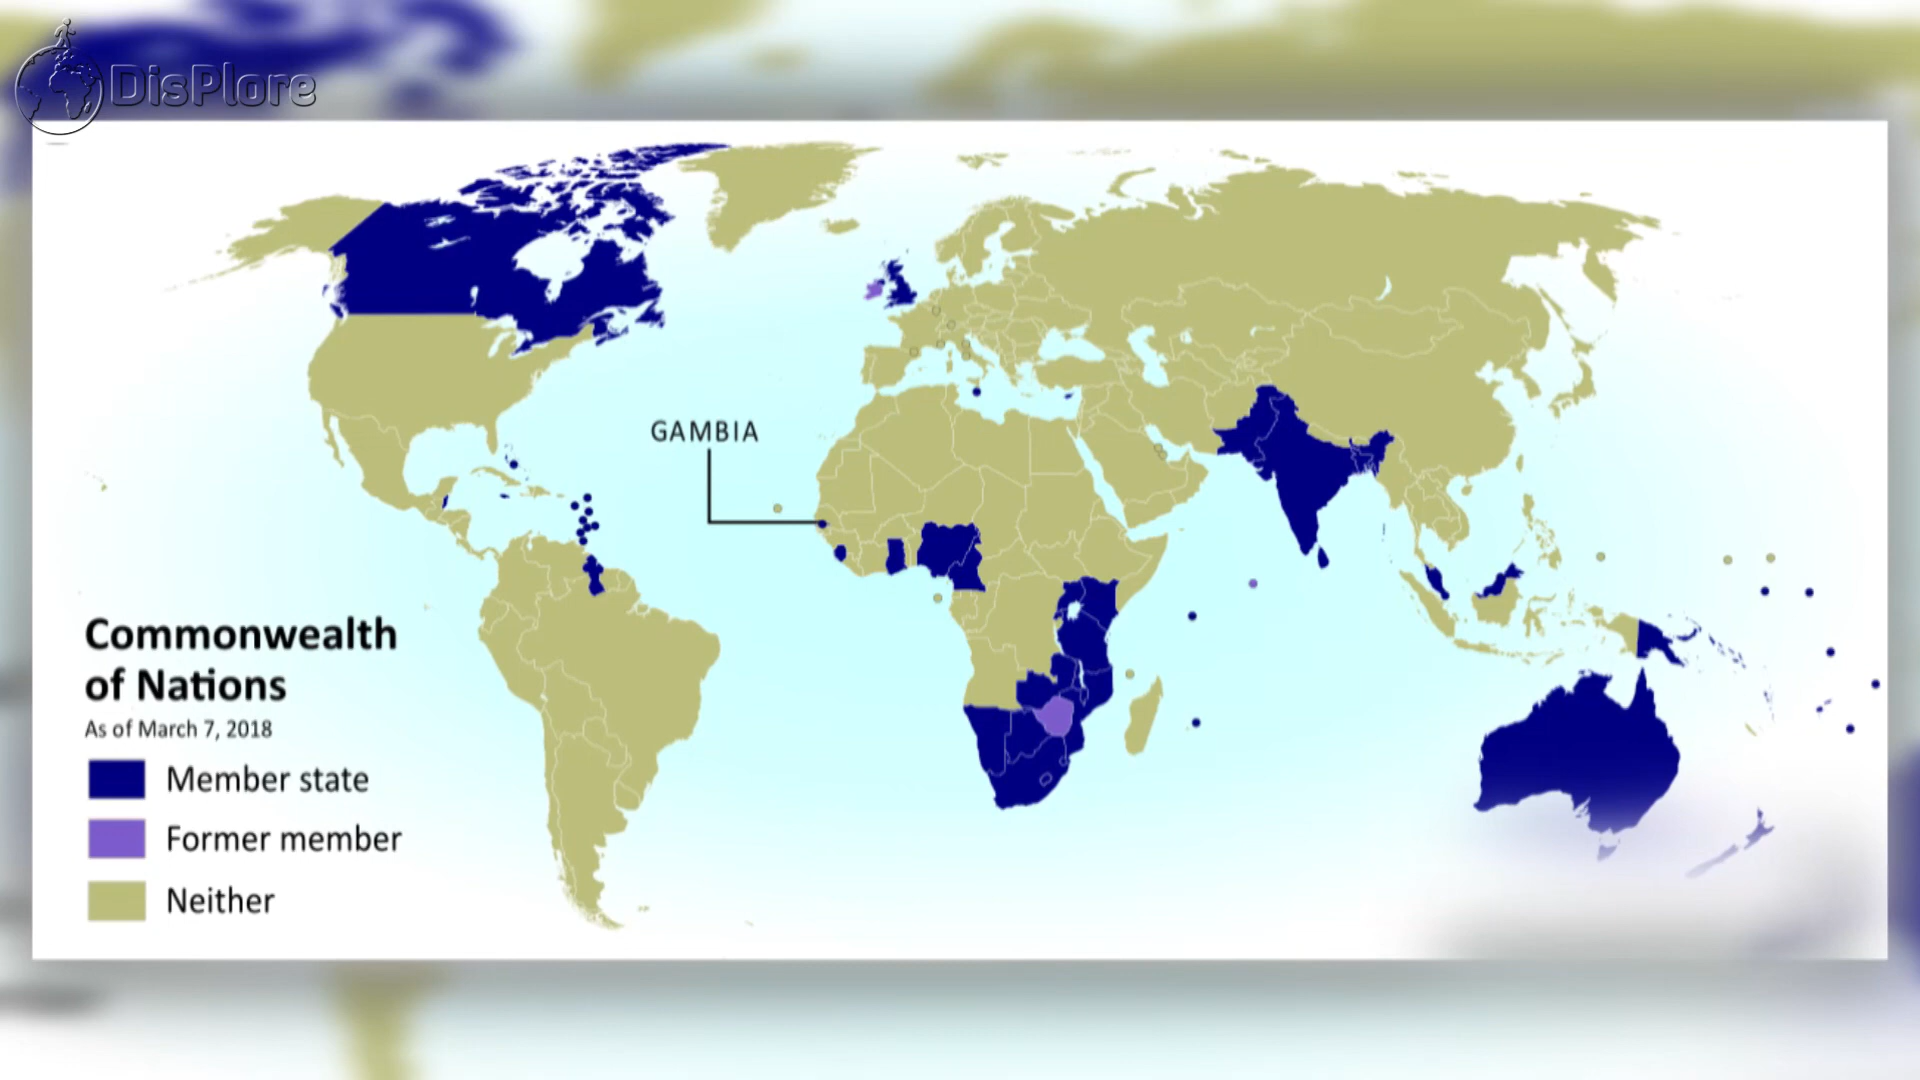 DisPlore
GAMBIA
Commonwealth
of Nations
As of March 7, 2018
Member state
Former member
Neither